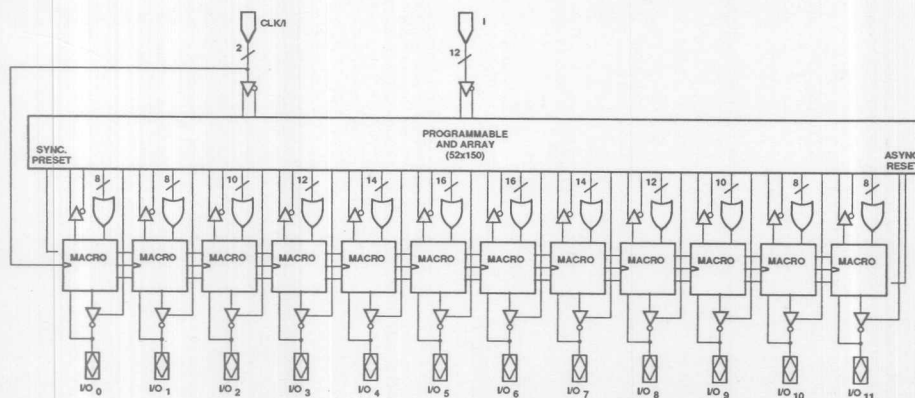 CLK/I
I
2
12
PROGRAMMABLE
AND ARRAY
(52x150)
SYNC.
PRESET
ASYNC
RESET
8 8 10 12 14 16 16 14 12 10 8 8
MACRO MACRO MACRO MACRO MACRO MACRO MACRO MACRO MACRO MACRO MACRO MACRO
I/O 0 I/O 1 I/O 2 I/O 3 I/O 4 I/O 5 I/O 6 I/O 7 I/O 8 I/O 9 I/O 10 I/O 11